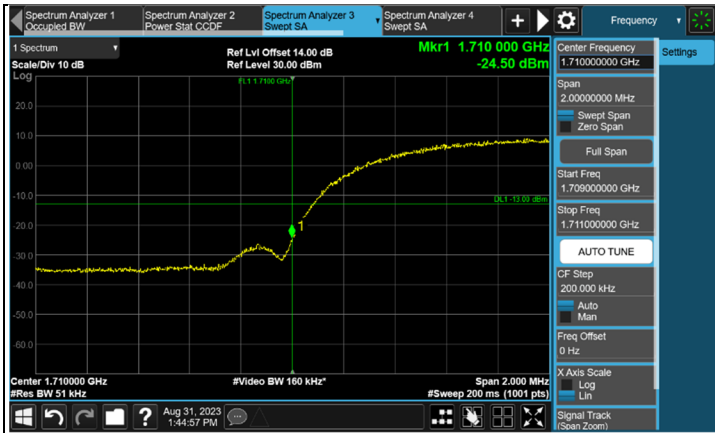 Spectrum Analyzer 1
Occupied BW
Spectrum Analyzer 2
Power Stat CCDF
Spectrum Analyzer 3
Swept SA
Spectrum Analyzer 4
Swept SA
+
Frequency
1 Spectrum
Scale/Div 10 dB
Log
Ref Lvl Offset 14.00 dB
Ref Level 30.00 dBm
Mkr1 1.710 000 GHz
-24.50 dBm
EL1 1.7100 GHz
20.0
10.0
0.00
-10.0
-20.0
-30.0
-40.0
-50.0
-60.0
DL1 -13.00 dBm
1
Center 1.710000 GHz
#Res BW 51 kHz
#Video BW 160 kHz*
Span 2.000 MHz
#Sweep 200 ms (1001 pts)
Center Frequency
1.710000000 GHz
Settings
Span
2.00000000 MHz
Swept Span
Zero Span
Full Span
Start Freq
1.709000000 GHz
Stop Freq
1.711000000 GHz
AUTO TUNE
CF Step
200.000 kHz
Auto
Man
Freq Offset
0 Hz
X Axis Scale
Log
Lin
Signal Track
(Span Zoom)
?
Aug 31, 2023
1:44:57 PM